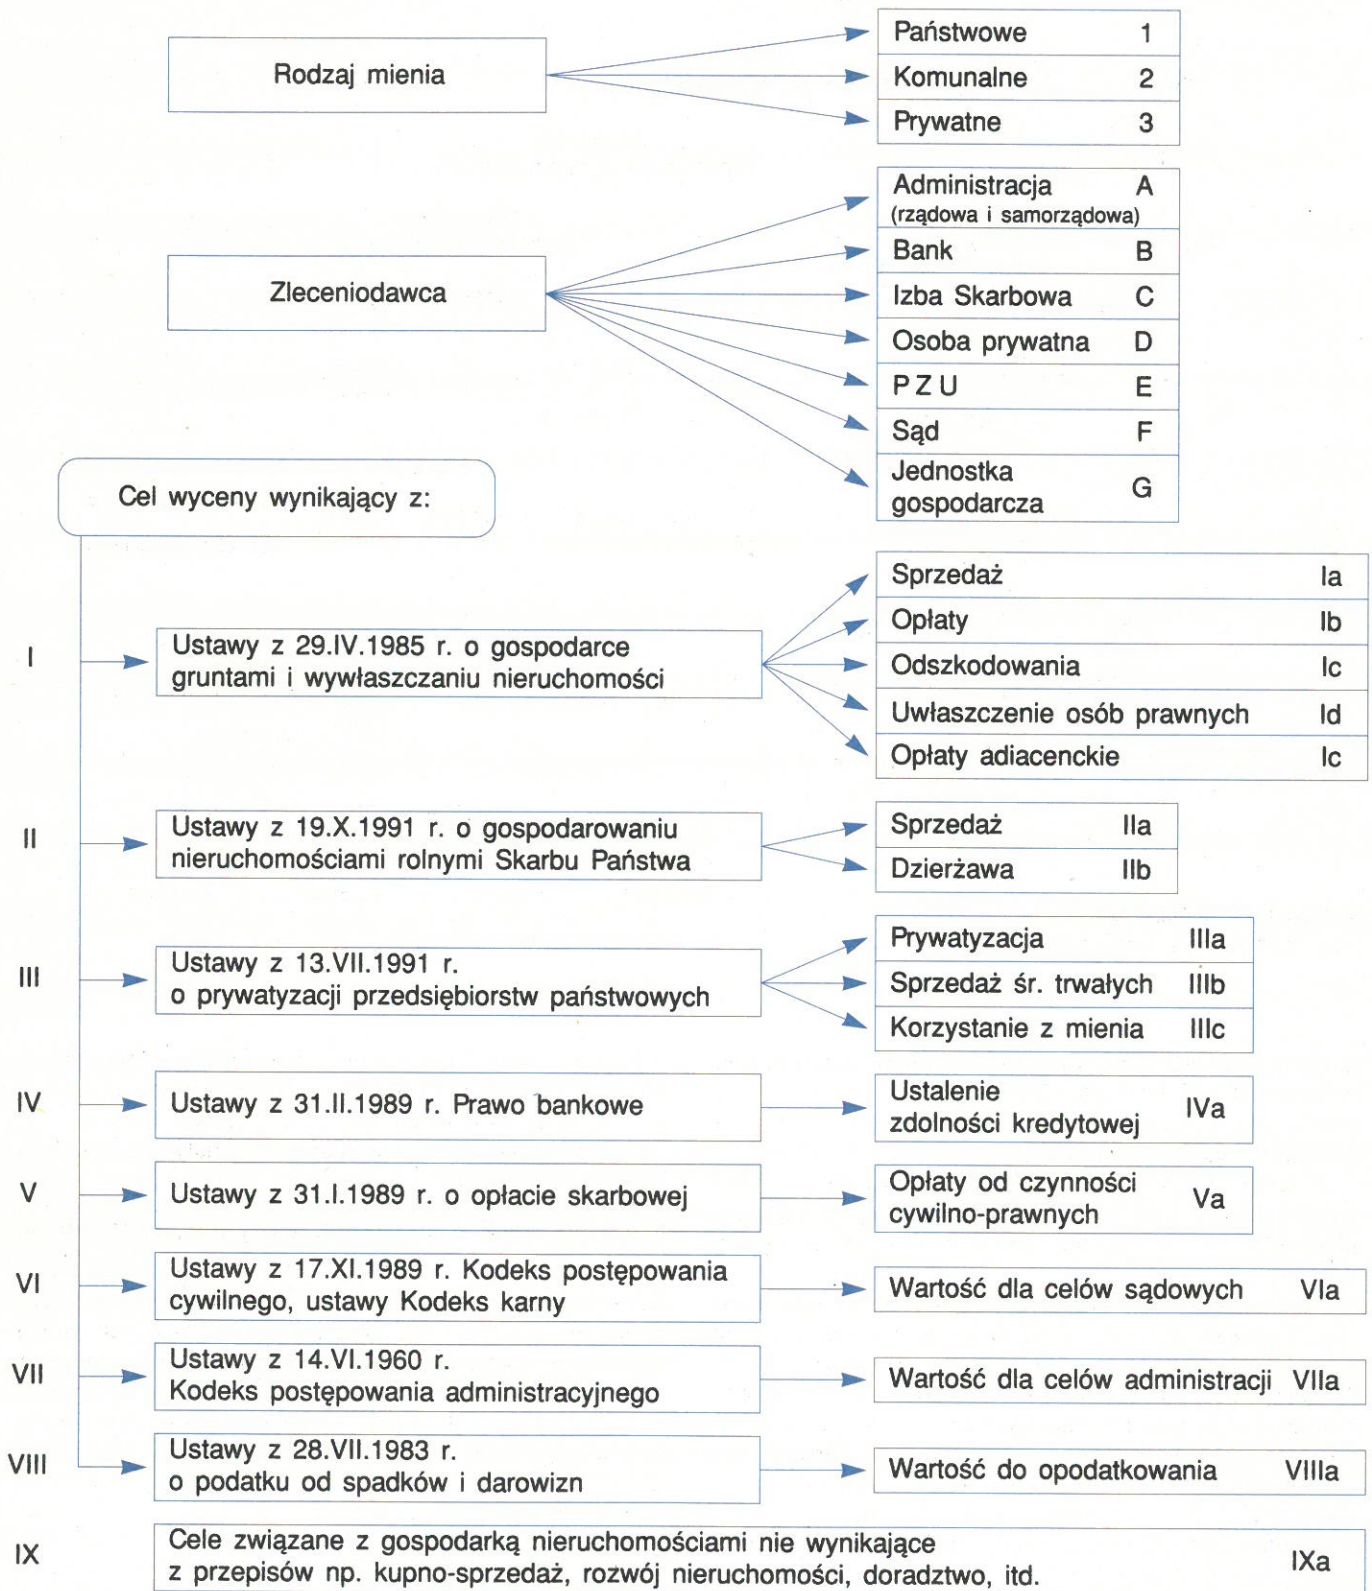 Rodzaj mienia
Państwowe 1
Komunalne 2
Prywatne 3
Zleceniodawca
Administracja A
(rządowa i samorządowa)
Bank B
Izba Skarbowa C
Osoba prywatna D
P Z U E
Sąd F
Jednostka
gospodarcza G
Cel wyceny wynikający z:
I
Ustawy z 29.IV.1985 r. o gospodarce
gruntami i wywłaszczaniu nieruchomości
Sprzedaż Ia
Opłaty Ib
Odszkodowania Ic
Uwłaszczenie osób prawnych Id
Opłaty adiacenckie Ic
II
Ustawy z 19.X.1991 r. o gospodarowaniu
nieruchomościami rolnymi Skarbu Państwa
Sprzedaż IIa
Dzierżawa IIb
III
Ustawy z 13.VII.1991 r.
o prywatyzacji przedsiębiorstw państwowych
Prywatyzacja IIIa
Sprzedaż śr. trwałych IIIb
Korzystanie z mienia IIIc
IV
Ustawy z 31.II.1989 r. Prawo bankowe
Ustalenie
zdolności kredytowej IVa
V
Ustawy z 31.I.1989 r. o opłacie skarbowej
Opłaty od czynności
cywilno-prawnych Va
VI
Ustawy z 17.XI.1989 r. Kodeks postępowania
cywilnego, ustawy Kodeks karny
Wartość dla celów sądowych VIa
VII
Ustawy z 14.VI.1960 r.
Kodeks postępowania administracyjnego
Wartość dla celów administracji VIIa
VIII
Ustawy z 28.VII.1983 r.
o podatku od spadków i darowizn
Wartość do opodatkowania VIIIa
IX
Cele związane z gospodarką nieruchomościami nie wynikające
z przepisów np. kupno-sprzedaż, rozwój nieruchomości, doradztwo, itd. IXa